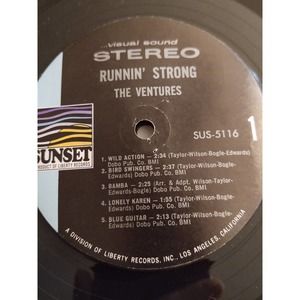 ...visual sound
STEREO
RUNNIN' STRONG
THE VENTURES
SUS-5116
1
SUNSET
PRODUCT OF LIBERTY RECORDS
1. WILD ACTION — 2:34 (Taylor-Wilson-Bogle-
Edwards) Dobo Pub. Co. BMI
2. BIRD SWINGERS — 2:37 (Taylor-Wilson-Bogle-
Edwards) Dobo Pub. Co. BMI
3. BAMBA — 2:25 (Arr. & Adpt. Wilson-Taylor-
Edwards-Bogle) Dobo Pub. Co. BMI
4. LONELY KAREN — 1:55 (Taylor-Wilson-Bogle-
Edwards) Dobo Pub. Co. BMI
5. BLUE GUITAR — 2:13 (Taylor-Wilson-Bogle-
Edwards) Dobo Pub. Co. BMI
A DIVISION OF LIBERTY RECORDS, INC., LOS ANGELES, CALIFORNIA